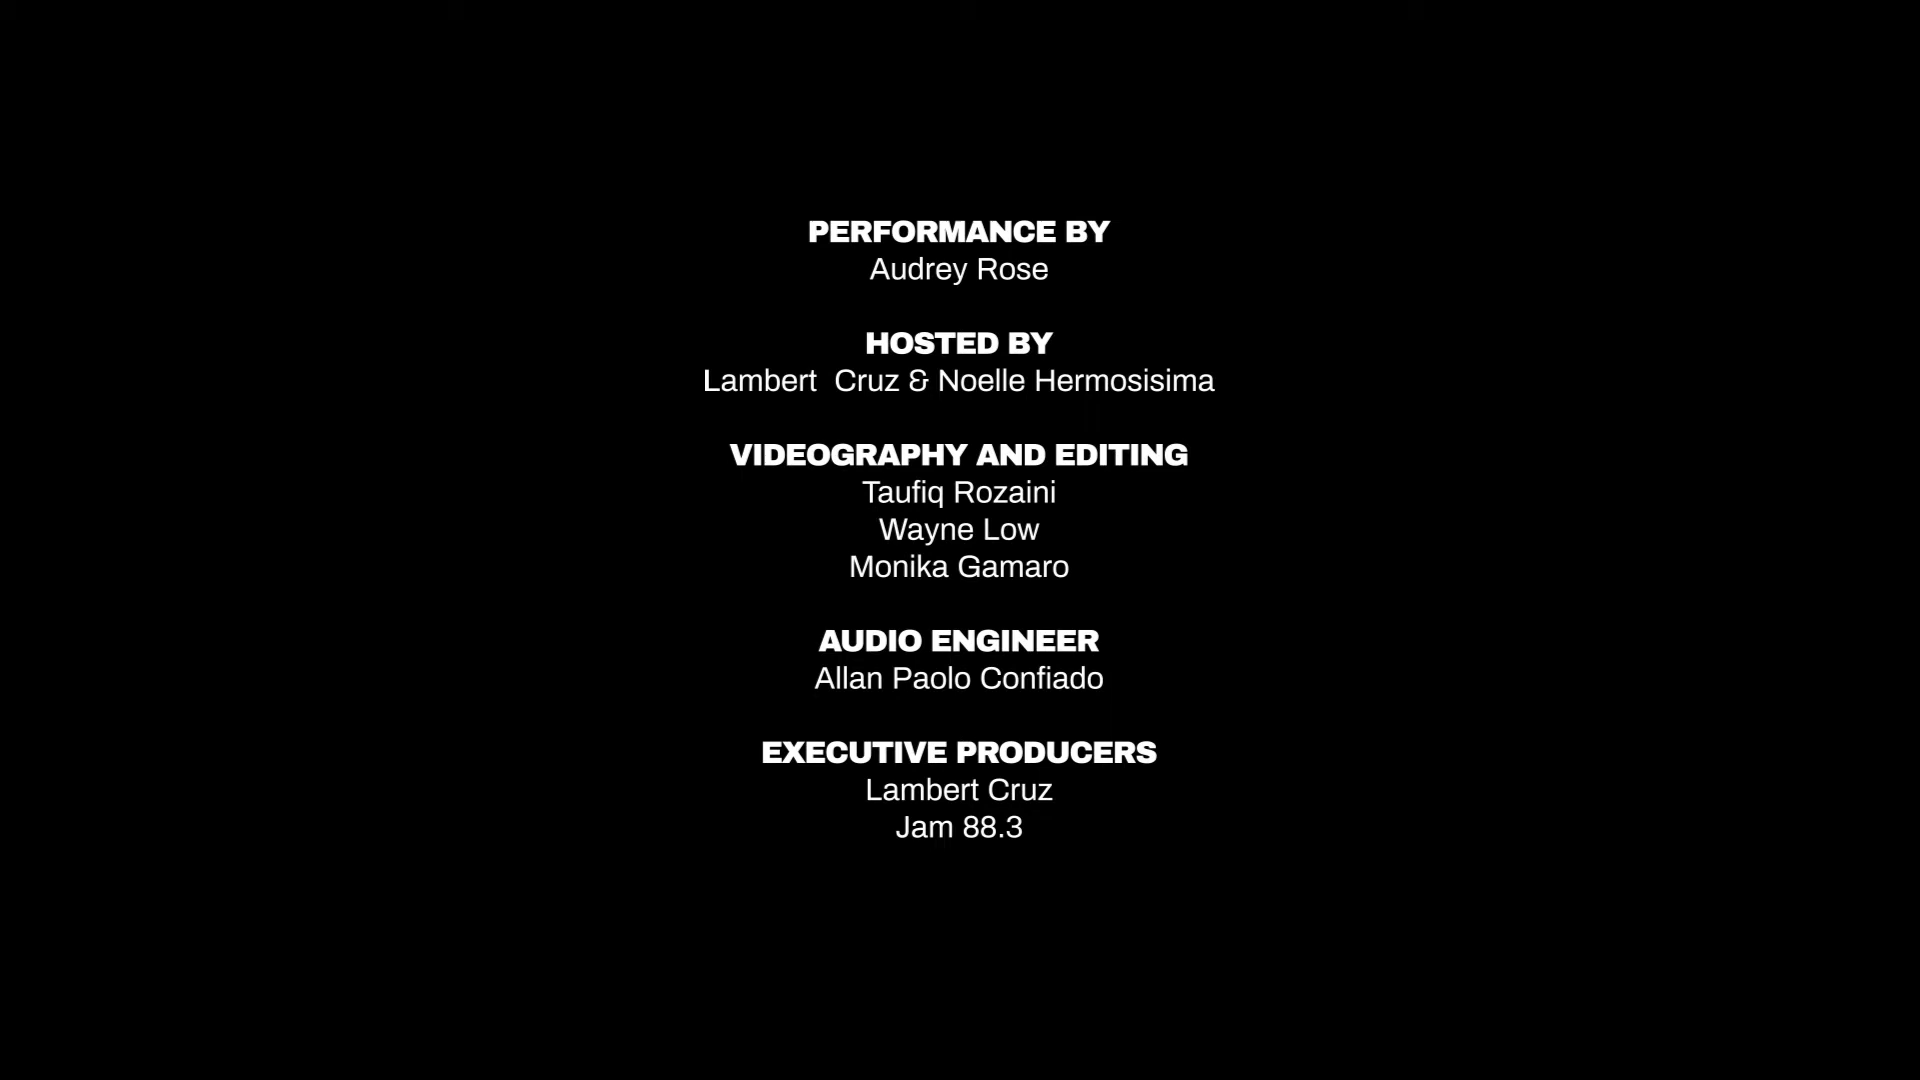 PERFORMANCE BY
Audrey Rose
HOSTED BY
Lambert  Cruz & Noelle Hermosisima
VIDEOGRAPHY AND EDITING
Taufiq Rozaini
Wayne Low
Monika Gamaro
AUDIO ENGINEER
Allan Paolo Confiado
EXECUTIVE PRODUCERS
Lambert Cruz
Jam 88.3